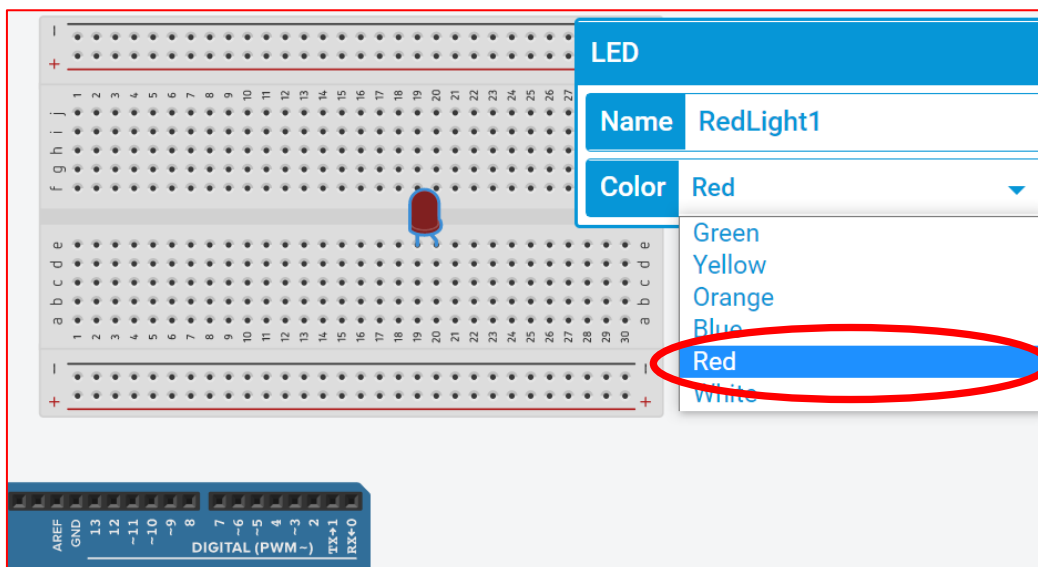 LED
Name RedLight1
Color Red
Green
Yellow
Orange
Blue
Red
White
− +
1 2 3 4 5 6 7 8 9 10 11 12 13 14 15 16 17 18 19 20 21 22 23 24 25 26 27
j
i
h
g
f
e e
d d
c c
b b
a a
1 2 3 4 5 6 7 8 9 10 11 12 13 14 15 16 17 18 19 20 21 22 23 24 25 26 27 28 29 30
− −
+ +
AREF GND 13 12 ~11 ~10 ~9 8 7 ~6 ~5 4 ~3 2 TX→1 RX←0
DIGITAL (PWM~)